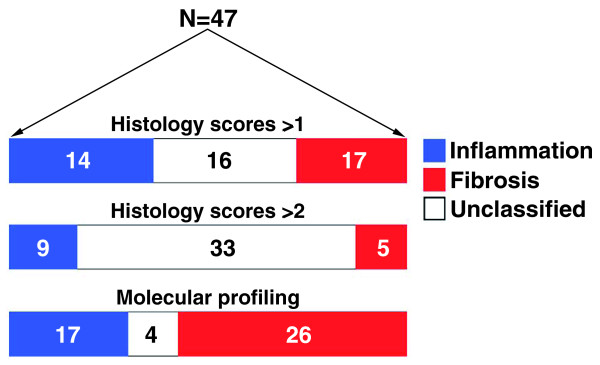 N=47
Histology scores >1
14 16 17
Inflammation
Fibrosis
Unclassified
Histology scores >2
9 33 5
Molecular profiling
17 4 26